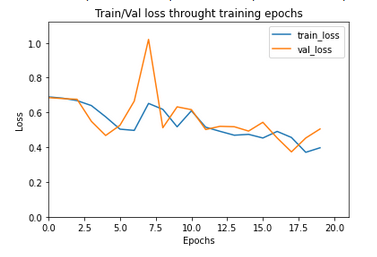 Train/Val loss throught training epochs
train_loss
val_loss
1.0
0.8
0.6
0.4
0.2
0.0
Loss
0.0 2.5 5.0 7.5 10.0 12.5 15.0 17.5 20.0
Epochs